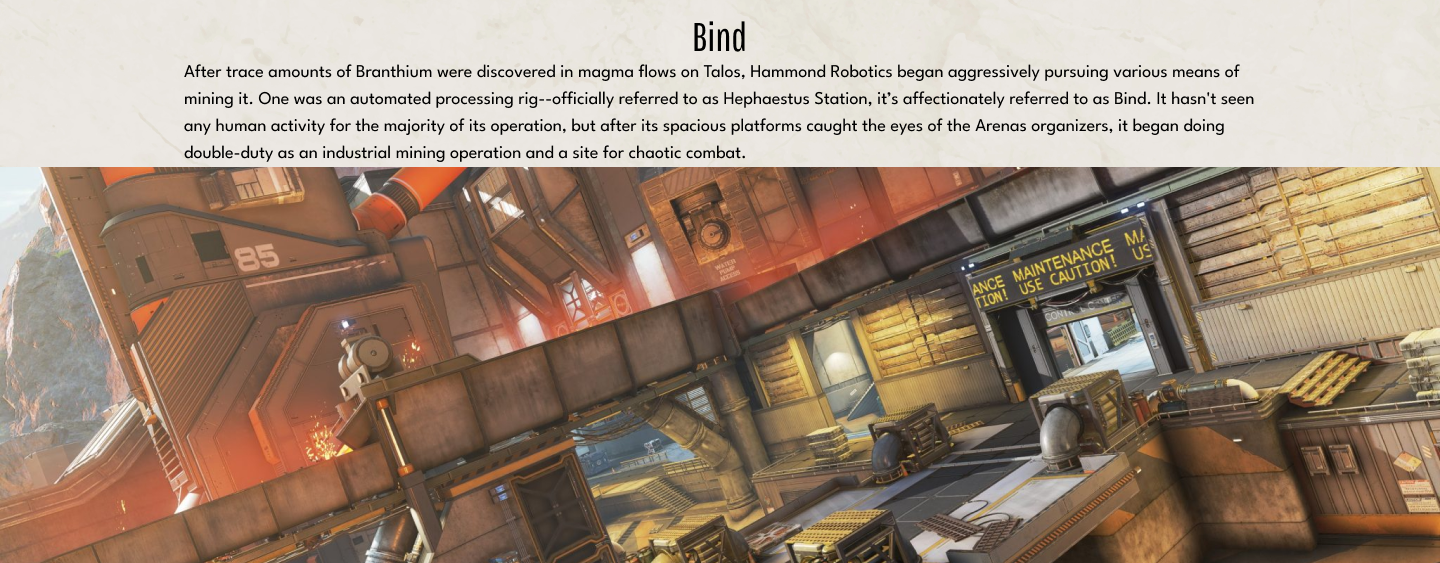 Bind
After trace amounts of Branthium were discovered in magma flows on Talos, Hammond Robotics began aggressively pursuing various means of
mining it. One was an automated processing rig--officially referred to as Hephaestus Station, it’s affectionately referred to as Bind. It hasn't seen
any human activity for the majority of its operation, but after its spacious platforms caught the eyes of the Arenas organizers, it began doing
double-duty as an industrial mining operation and a site for chaotic combat.
85
WATER
PUMP
ACCESS
ANCE MAINTENANCE MA
TION! USE CAUTION! US